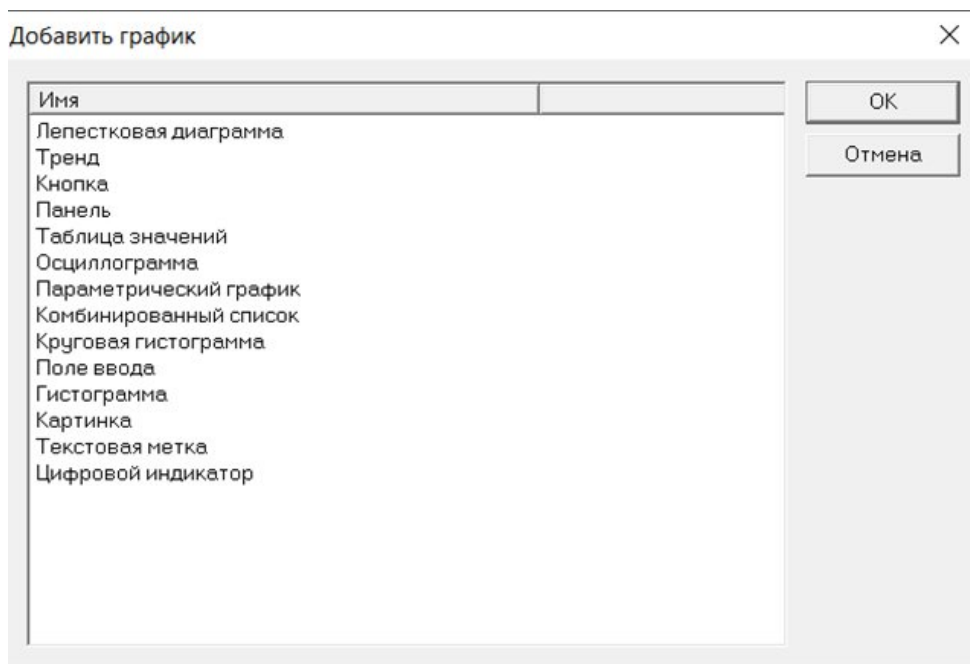 Добавить график
Имя
OK
Отмена
Лепестковая диаграмма
Тренд
Кнопка
Панель
Таблица значений
Осциллограмма
Параметрический график
Комбинированный список
Круговая гистограмма
Поле ввода
Гистограмма
Картинка
Текстовая метка
Цифровой индикатор